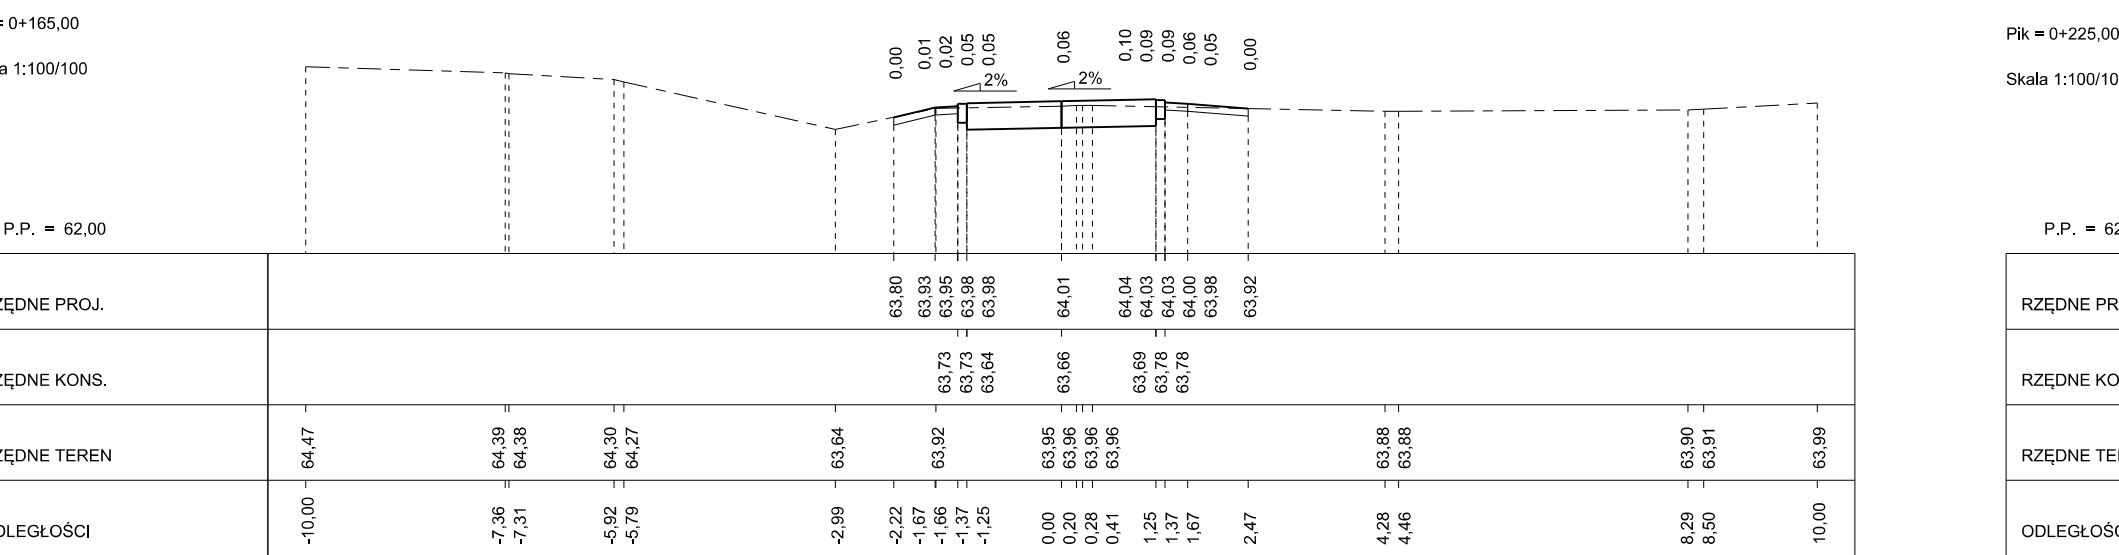 = 0+165,00
a 1:100/100
0,00 0,01 0,02 0,05 0,05 0,06 0,10 0,09 0,09 0,06 0,05 0,00
2% 2%
P.P. = 62,00
ZĘDNE PROJ. 63,80 63,93 63,95 63,98 63,98 64,01 64,04 64,03 64,03 64,00 63,98 63,92
ZĘDNE KONS. 63,73 63,73 63,64 63,66 63,69 63,78 63,78
ZĘDNE TEREN 64,47 64,39 64,38 64,30 64,27 63,64 63,92 63,95 63,96 63,96 63,96 63,88 63,88 63,90 63,91 63,99
DLEGŁOŚCI -10,00 -7,36 -7,31 -5,92 -5,79 -2,99 -2,22 -1,67 -1,66 -1,37 -1,25 0,00 0,20 0,28 0,41 1,25 1,37 1,67 2,47 4,28 4,46 8,29 8,50 10,00
Pik = 0+225,00
Skala 1:100/10
P.P. = 62
RZĘDNE PR
RZĘDNE KO
RZĘDNE TE
ODLEGŁOŚ